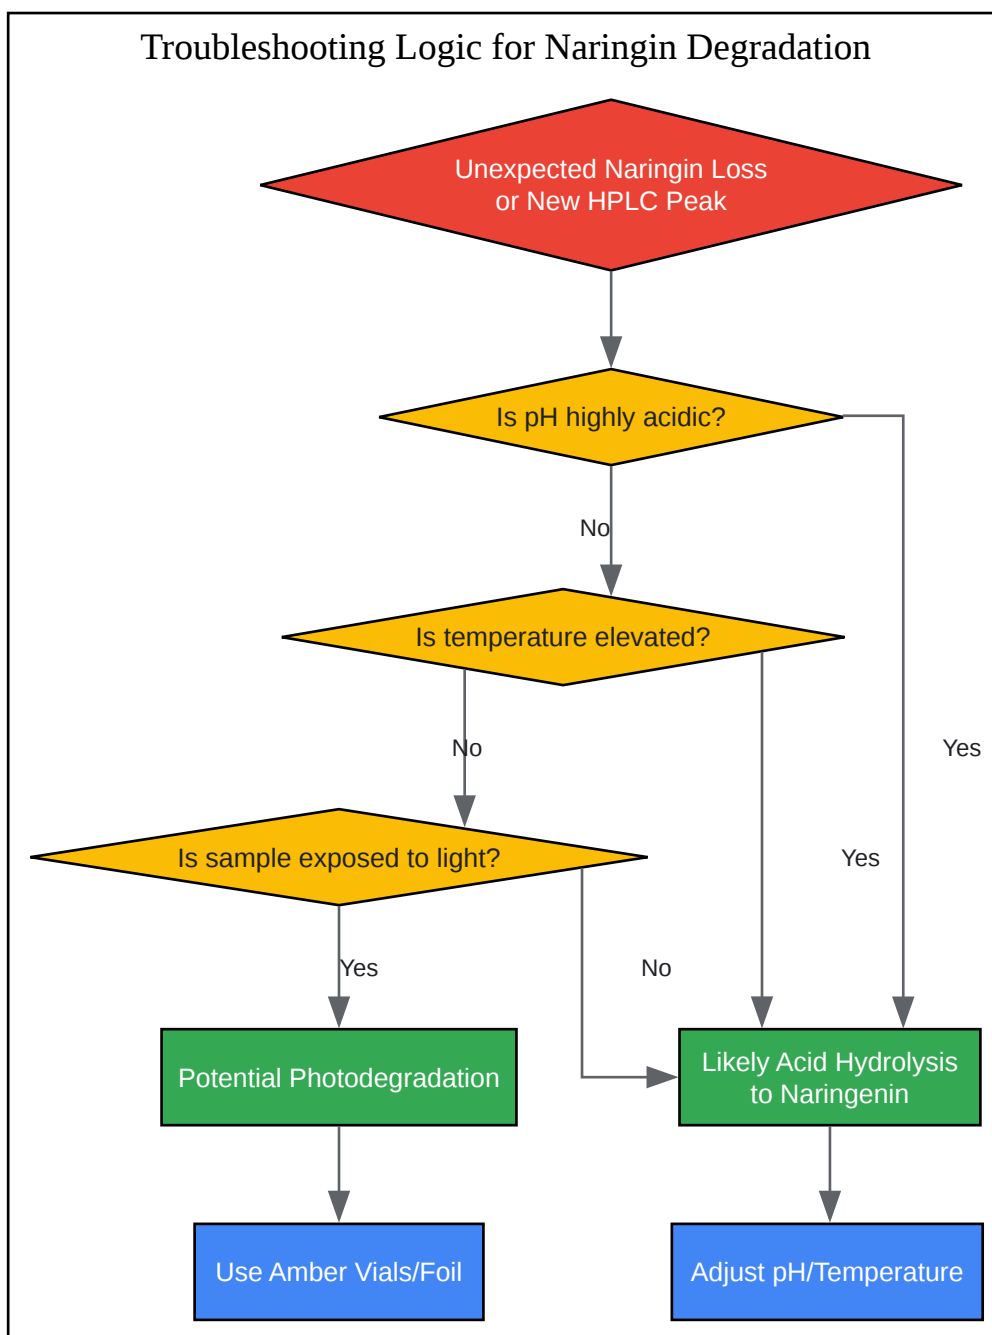 Troubleshooting Logic for Naringin Degradation
Unexpected Naringin Loss
or New HPLC Peak
Is pH highly acidic?
No
Is temperature elevated?
No
Yes
Is sample exposed to light?
Yes
Yes
No
Potential Photodegradation
Likely Acid Hydrolysis
to Naringenin
Use Amber Vials/Foil
Adjust pH/Temperature